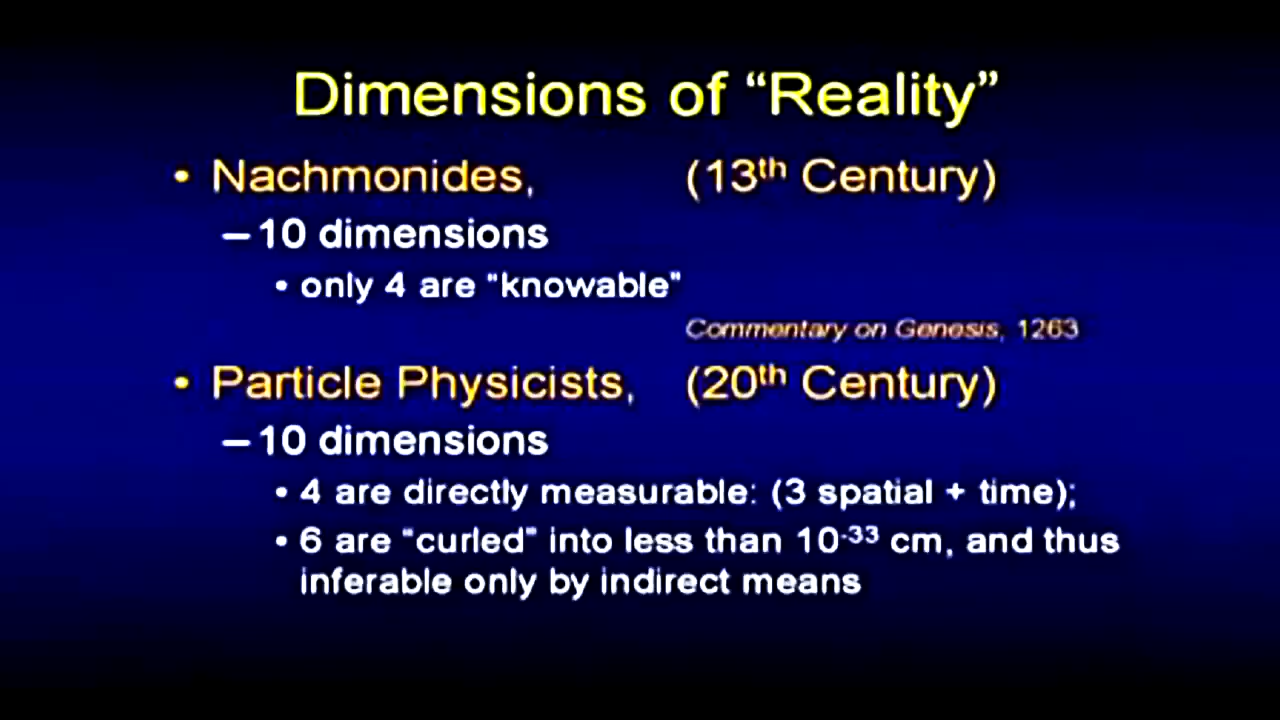 Dimensions of “Reality”
• Nachmonides, (13th Century)
– 10 dimensions
• only 4 are "knowable"
Commentary on Genesis, 1263
• Particle Physicists, (20th Century)
– 10 dimensions
• 4 are directly measurable: (3 spatial + time);
• 6 are "curled" into less than 10-33 cm, and thus
inferable only by indirect means